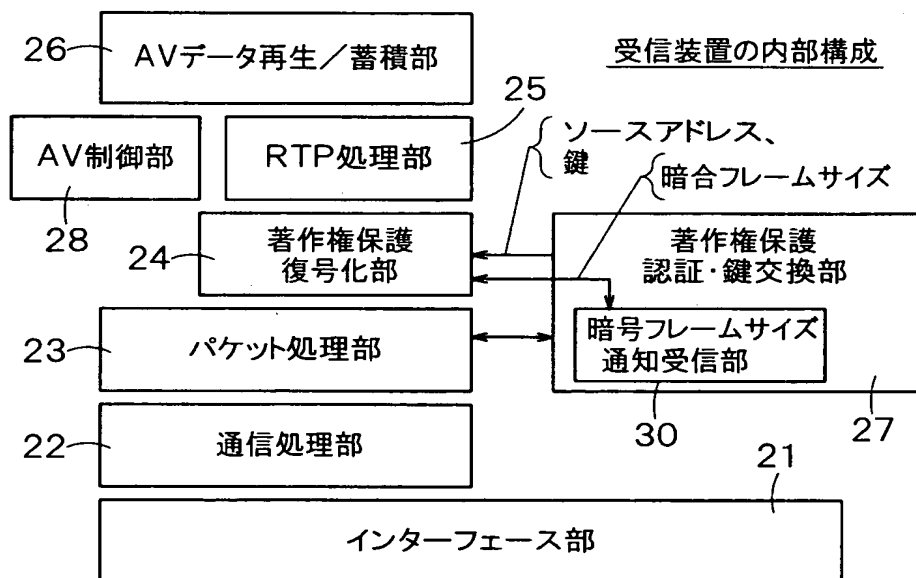 26
AVデータ再生／蓄積部
受信装置の内部構成
25
ソースアドレス、
鍵
AV制御部
RTP処理部
暗合フレームサイズ
28
24
著作権保護
復号化部
著作権保護
認証・鍵交換部
23
パケット処理部
暗号フレームサイズ
通知受信部
22
通信処理部
30
27
21
インターフェース部